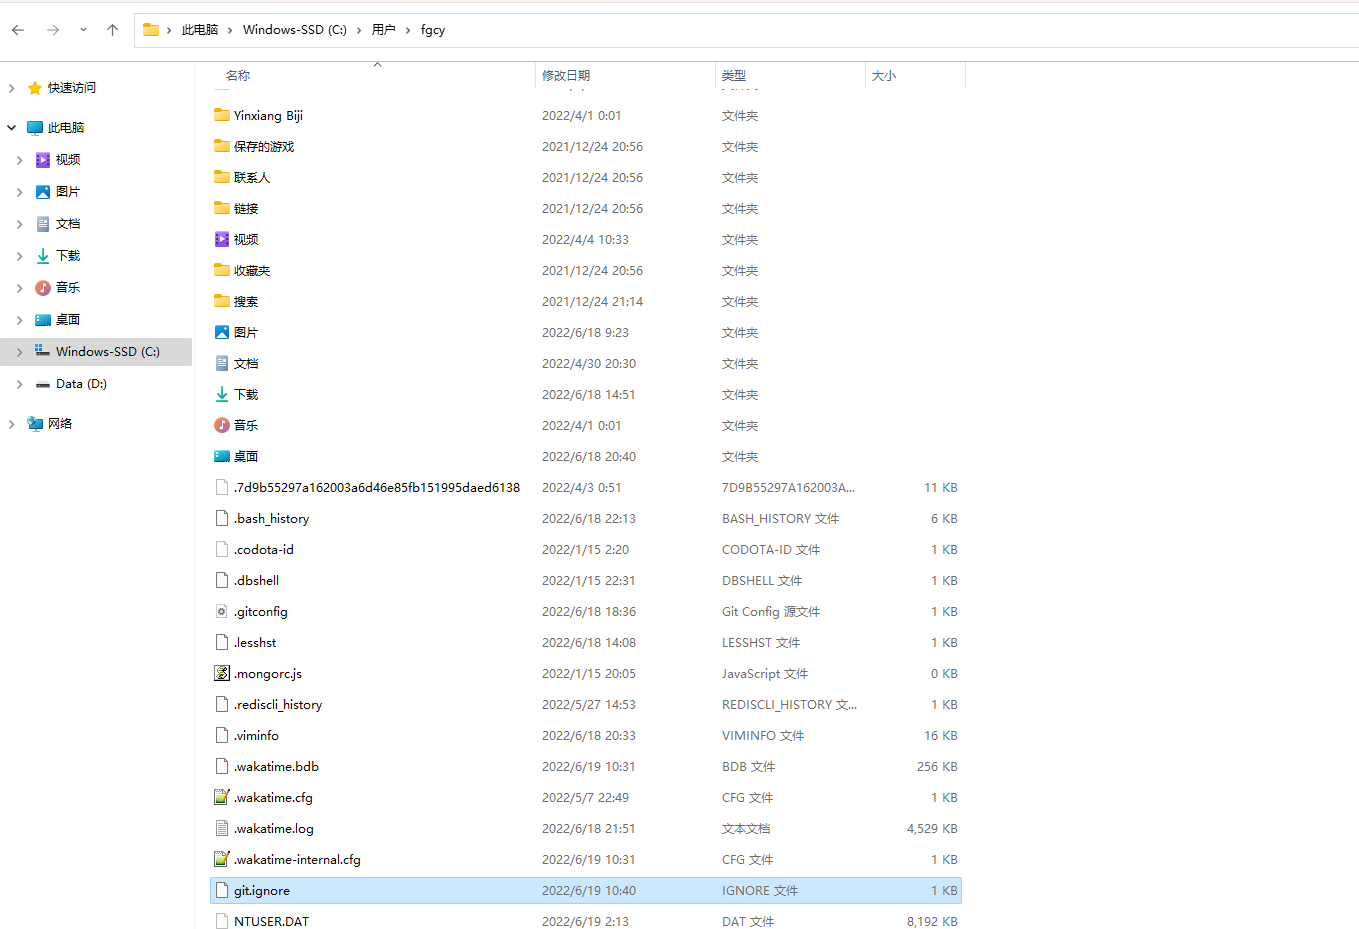 此电脑 › Windows-SSD (C:) › 用户 › fgcy
快速访问
此电脑
视频
图片
文档
下载
音乐
桌面
Windows-SSD (C:)
Data (D:)
网络
名称 修改日期 类型 大小
Yinxiang Biji 2022/4/1 0:01 文件夹
保存的游戏 2021/12/24 20:56 文件夹
联系人 2021/12/24 20:56 文件夹
链接 2021/12/24 20:56 文件夹
视频 2022/4/4 10:33 文件夹
收藏夹 2021/12/24 20:56 文件夹
搜索 2021/12/24 21:14 文件夹
图片 2022/6/18 9:23 文件夹
文档 2022/4/30 20:30 文件夹
下载 2022/6/18 14:51 文件夹
音乐 2022/4/1 0:01 文件夹
桌面 2022/6/18 20:40 文件夹
.7d9b55297a162003a6d46e85fb151995daed6138 2022/4/3 0:51 7D9B55297A162003A... 11 KB
.bash_history 2022/6/18 22:13 BASH_HISTORY 文件 6 KB
.codota-id 2022/1/15 2:20 CODOTA-ID 文件 1 KB
.dbshell 2022/1/15 22:31 DBSHELL 文件 1 KB
.gitconfig 2022/6/18 18:36 Git Config 源文件 1 KB
.lesshst 2022/6/18 14:08 LESSHST 文件 1 KB
.mongorc.js 2022/1/15 20:05 JavaScript 文件 0 KB
.rediscli_history 2022/5/27 14:53 REDISCLI_HISTORY 文... 1 KB
.viminfo 2022/6/18 20:33 VIMINFO 文件 16 KB
.wakatime.bdb 2022/6/19 10:31 BDB 文件 256 KB
.wakatime.cfg 2022/5/7 22:49 CFG 文件 1 KB
.wakatime.log 2022/6/18 21:51 文本文档 4,529 KB
.wakatime-internal.cfg 2022/6/19 10:31 CFG 文件 1 KB
git.ignore 2022/6/19 10:40 IGNORE 文件 1 KB
NTUSER.DAT 2022/6/19 2:13 DAT 文件 8,192 KB